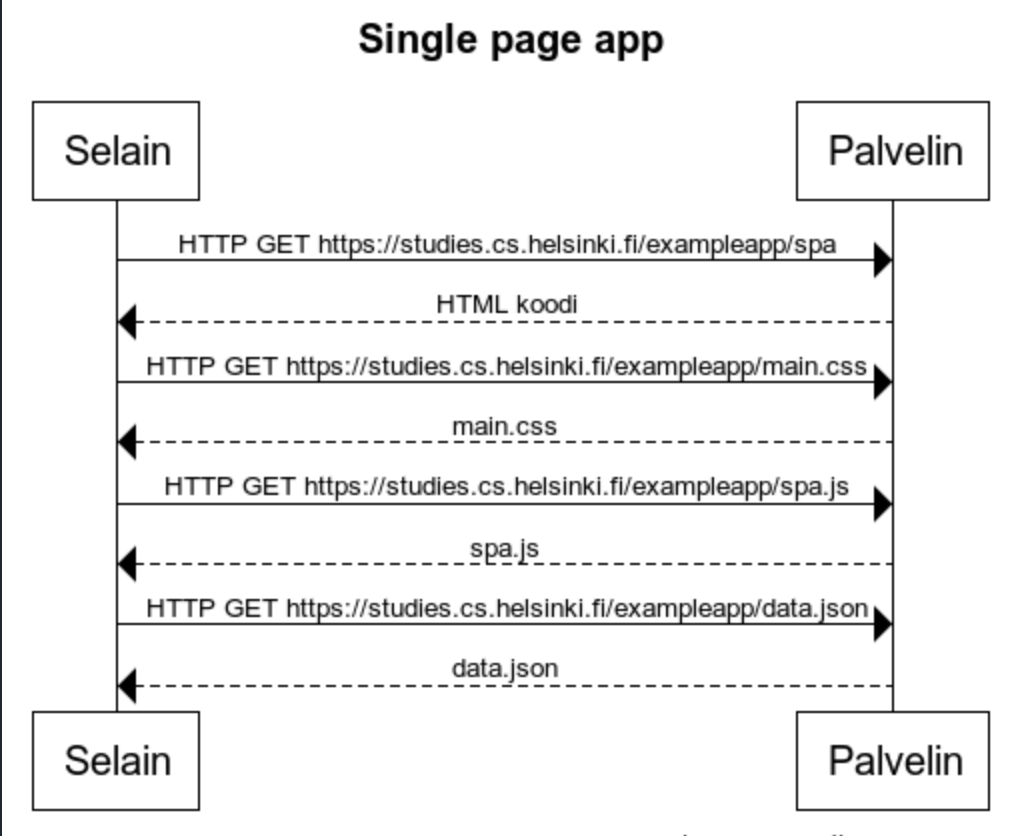 Single page app
Selain
Palvelin
HTTP GET https://studies.cs.helsinki.fi/exampleapp/spa
HTML koodi
HTTP GET https://studies.cs.helsinki.fi/exampleapp/main.css
main.css
HTTP GET https://studies.cs.helsinki.fi/exampleapp/spa.js
spa.js
HTTP GET https://studies.cs.helsinki.fi/exampleapp/data.json
data.json
Selain
Palvelin